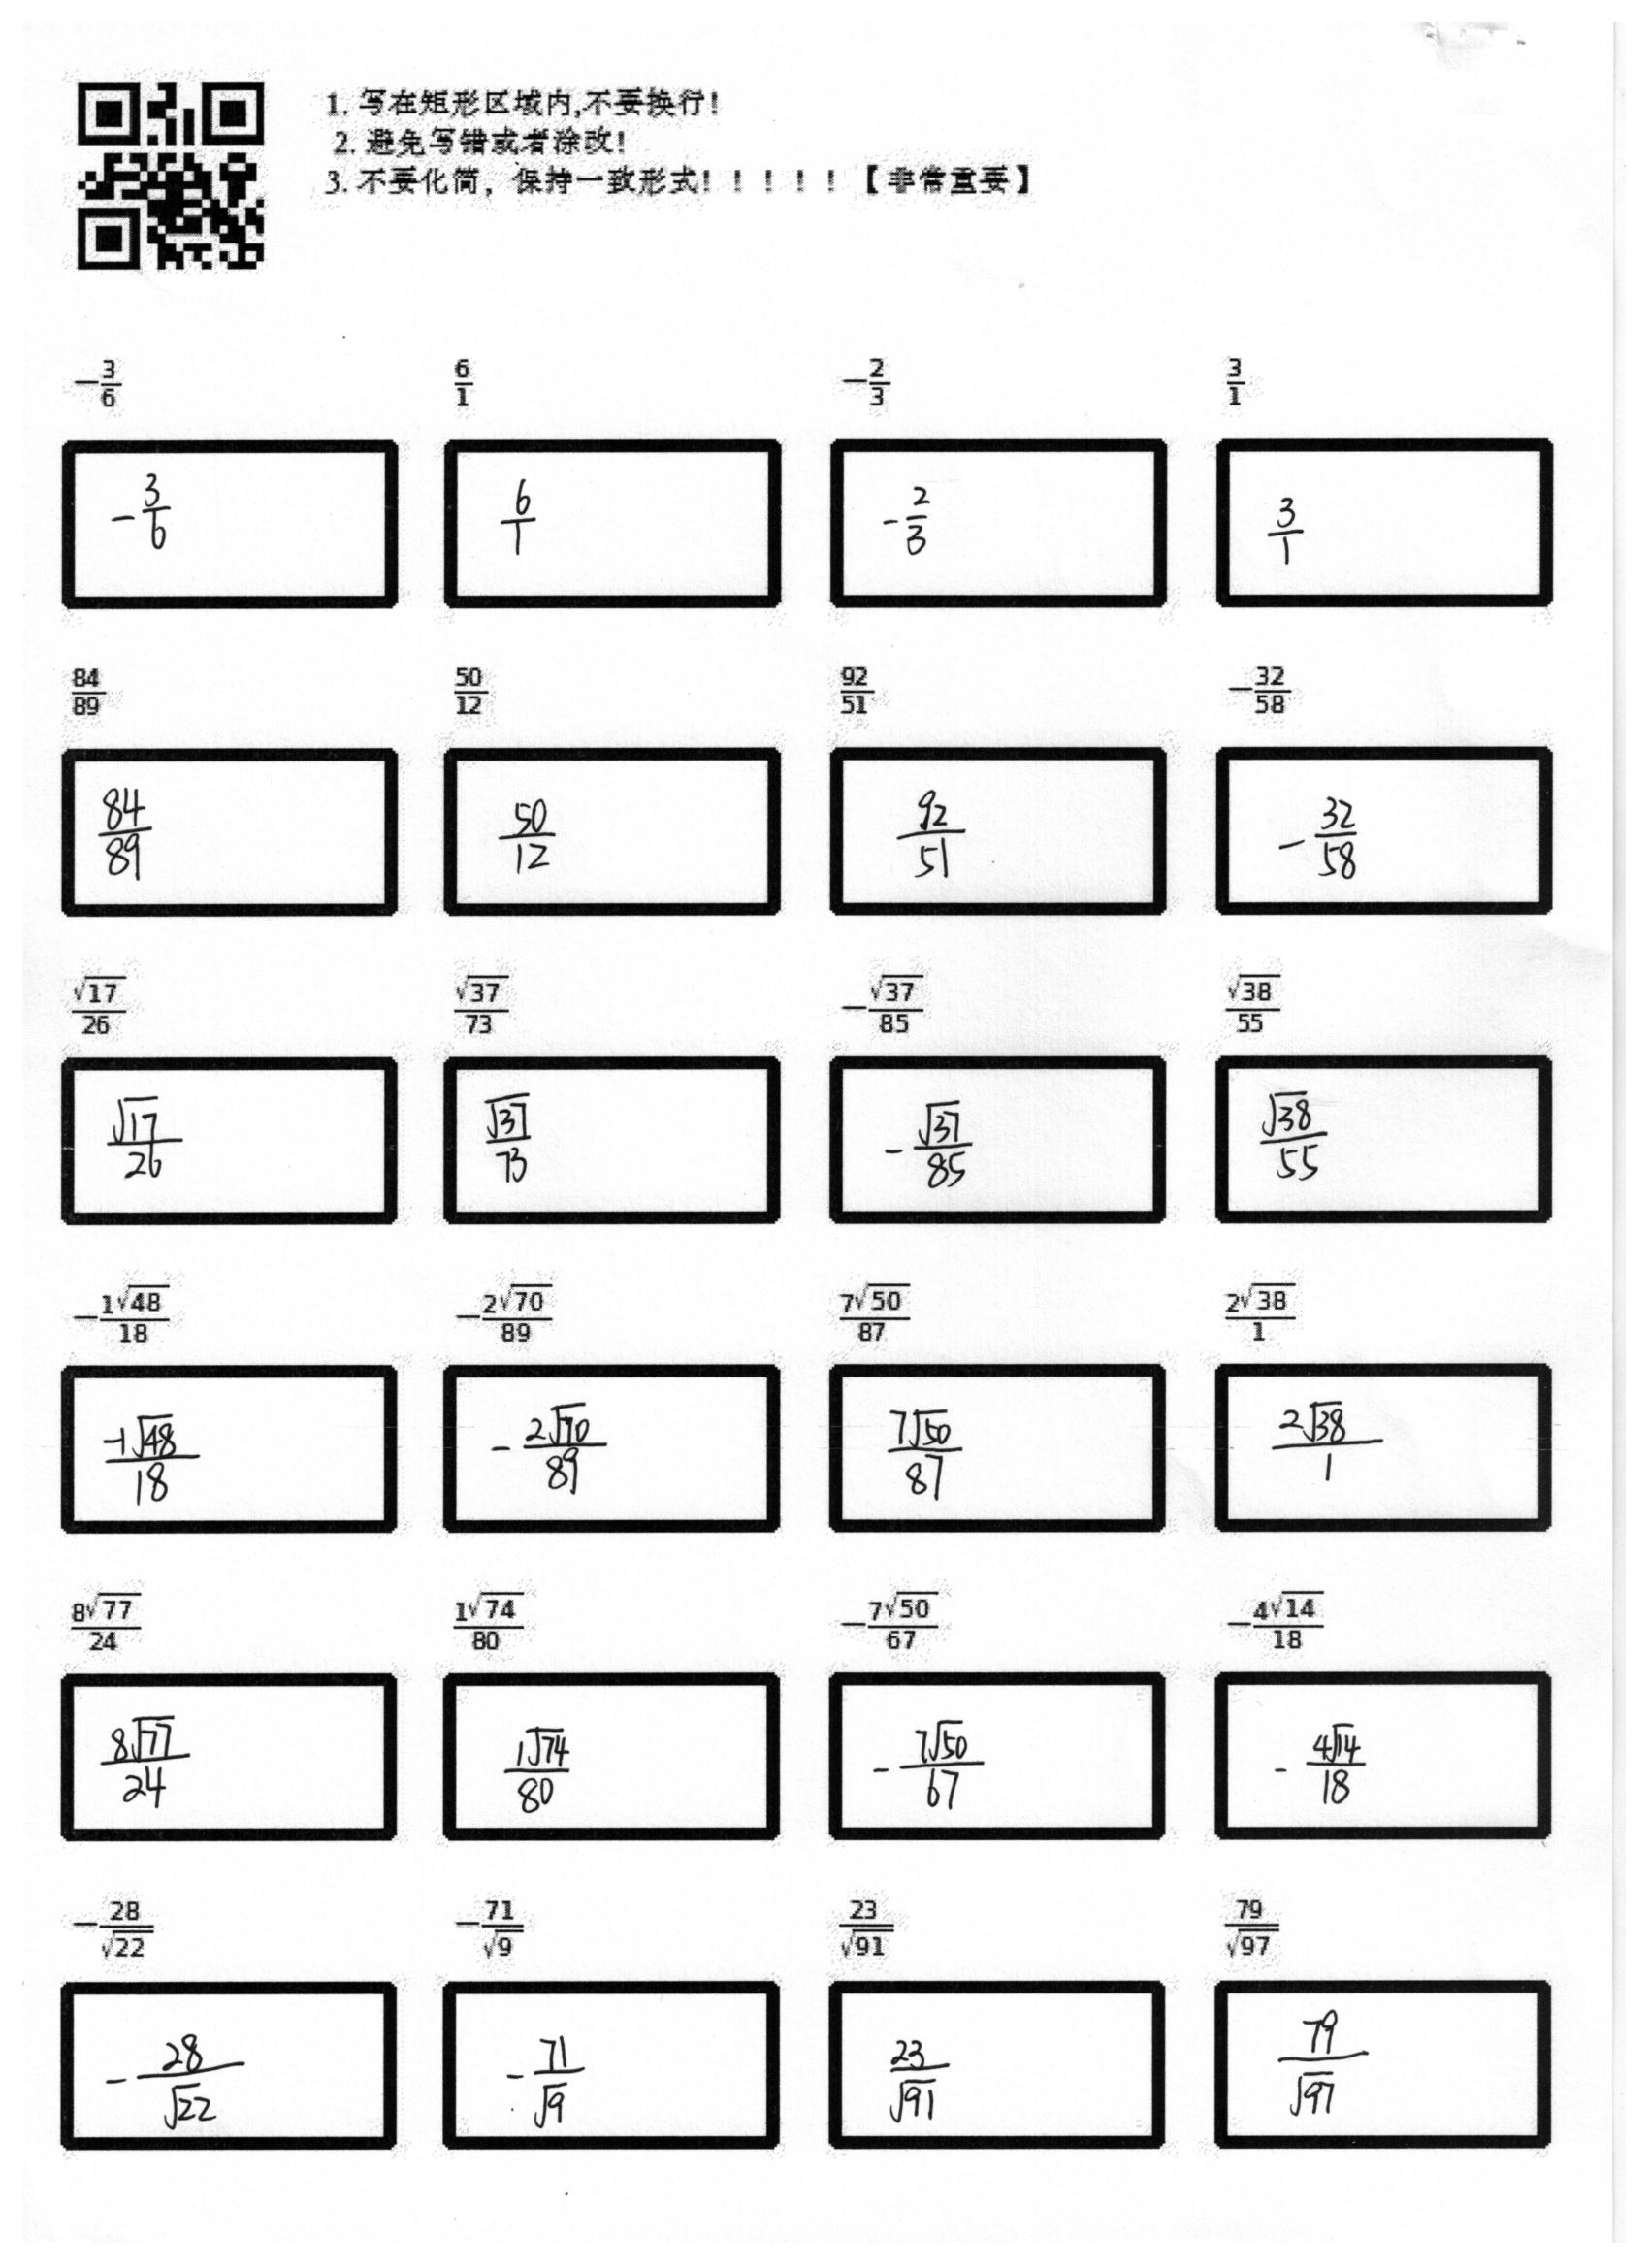 1. 写在矩形区域内,不要换行!
2. 避免写错或者涂改!
3. 不要化简，保持一致形式！！！！！【非常重要】
-\frac{3}{6} \frac{6}{1} -\frac{2}{3} \frac{3}{1}
-\frac{3}{6} \frac{6}{1} -\frac{2}{3} \frac{3}{1}
\frac{84}{89} \frac{50}{12} \frac{92}{51} -\frac{32}{58}
\frac{84}{89} \frac{50}{12} \frac{92}{51} -\frac{32}{58}
\frac{\sqrt{17}}{26} \frac{\sqrt{37}}{73} -\frac{\sqrt{37}}{85} \frac{\sqrt{38}}{55}
\frac{\sqrt{17}}{26} \frac{\sqrt{37}}{73} -\frac{\sqrt{37}}{85} \frac{\sqrt{38}}{55}
-\frac{1\sqrt{48}}{18} -\frac{2\sqrt{70}}{89} \frac{7\sqrt{50}}{87} \frac{2\sqrt{38}}{1}
\frac{-1\sqrt{48}}{18} -\frac{2\sqrt{70}}{89} \frac{7\sqrt{50}}{87} \frac{2\sqrt{38}}{1}
\frac{8\sqrt{77}}{24} \frac{1\sqrt{74}}{80} -\frac{7\sqrt{50}}{67} -\frac{4\sqrt{14}}{18}
\frac{8\sqrt{77}}{24} \frac{1\sqrt{74}}{80} -\frac{7\sqrt{50}}{67} -\frac{4\sqrt{14}}{18}
-\frac{28}{\sqrt{22}} -\frac{71}{\sqrt{9}} \frac{23}{\sqrt{91}} \frac{79}{\sqrt{97}}
-\frac{28}{\sqrt{22}} -\frac{71}{\sqrt{9}} \frac{23}{\sqrt{91}} \frac{79}{\sqrt{97}}